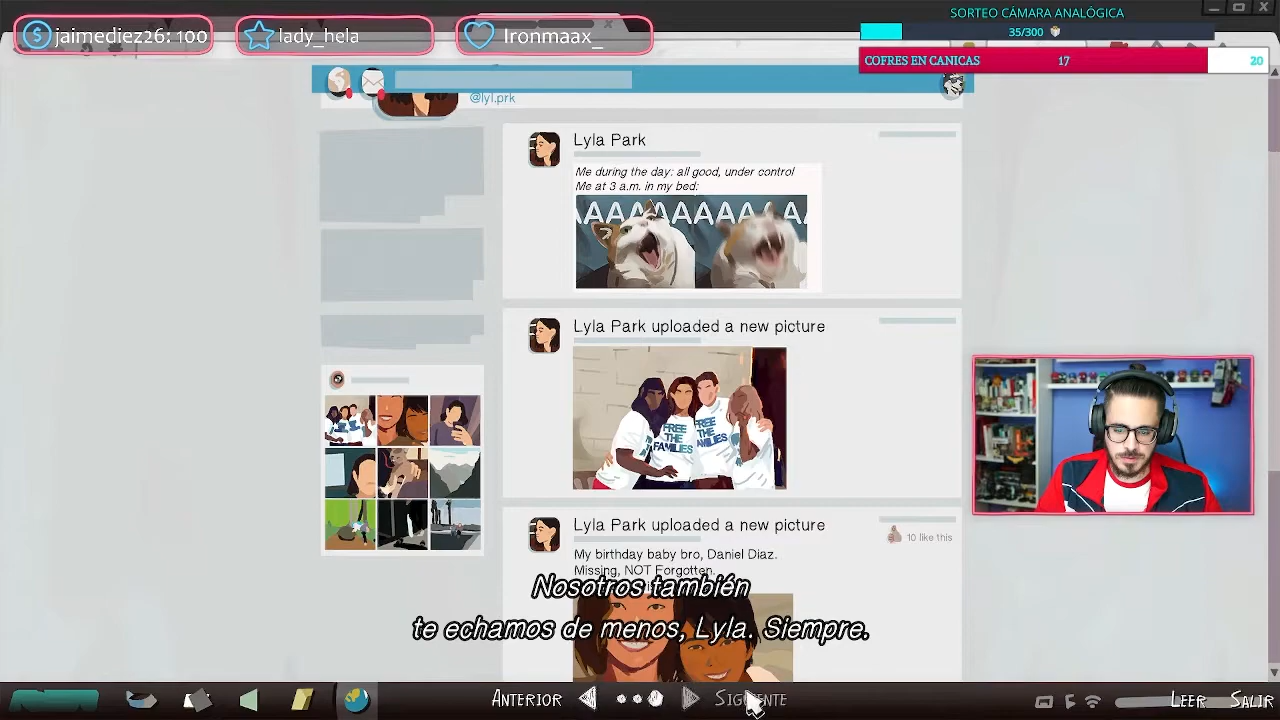 jaimediez26: 100
lady_hela
Ironmaax_
SORTEO CÁMARA ANALÓGICA
35/300
COFRES EN CANICAS 17 20
@lyl.prk
Lyla Park
Me during the day: all good, under control
Me at 3 a.m. in my bed:
AAAAAAAAAA
Lyla Park uploaded a new picture
FREE
THE
FAMILIES
FREE
THE
FAMILIES
Lyla Park uploaded a new picture
10 like this
My birthday baby bro, Daniel Diaz.
Missing, NOT Forgotten.
Nosotros también
te echamos de menos, Lyla. Siempre.
ANTERIOR
SIGUIENTE
LEER
SALIR